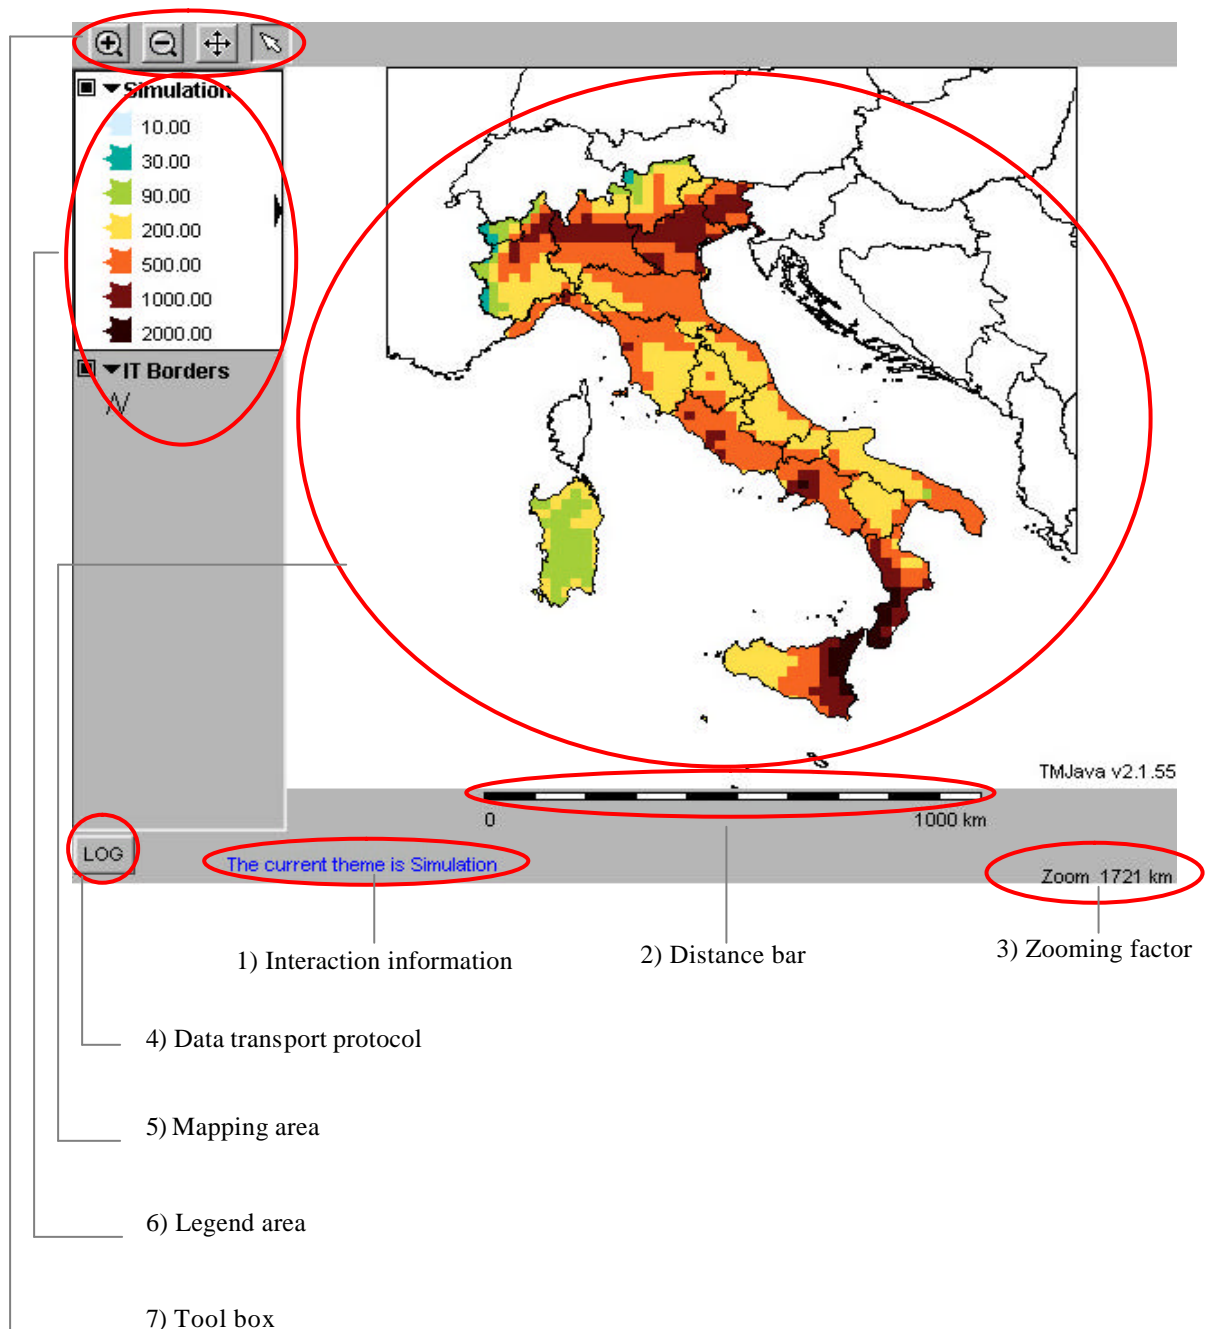 Simulation
10.00
30.00
90.00
200.00
500.00
1000.00
2000.00
IT Borders
TMJava v2.1.55
0
1000 km
LOG
The current theme is Simulation
Zoom 1721 km
1) Interaction information
2) Distance bar
3) Zooming factor
4) Data transport protocol
5) Mapping area
6) Legend area
7) Tool box